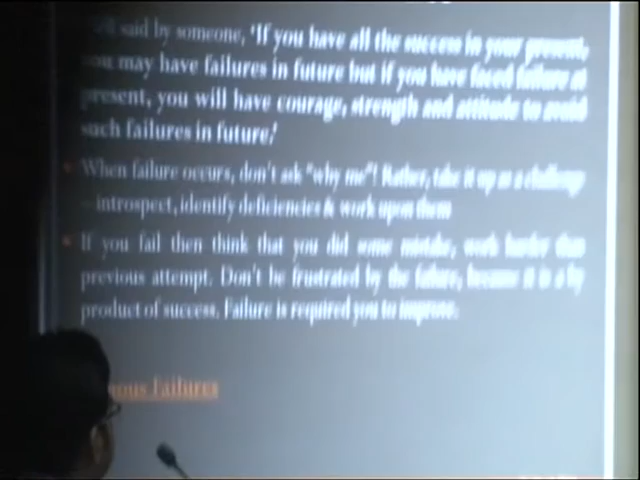 said by someone, 'If you have all the success in your present,
you may have failures in future but if you have faced failure at
present, you will have courage, strength and attitude to avoid
such failures in future.'
When failure occurs, don't ask "why me"! Rather, take it up as a challenge
– introspect, identify deficiencies & work upon them
If you fail then think that you did some mistake, work harder than
previous attempt. Don't be frustrated by the failure, because it is a by
product of success. Failure is required you to improve.
Failures